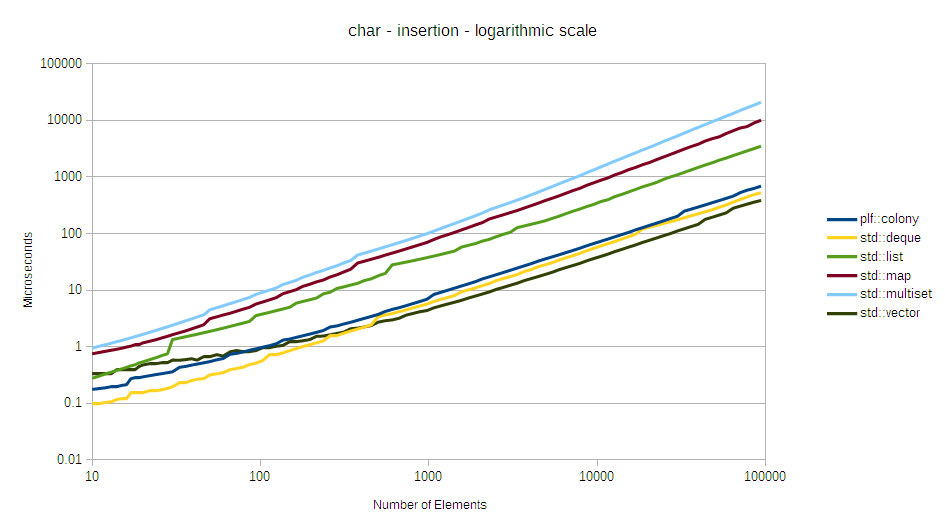 char - insertion - logarithmic scale
100000
10000
1000
100
10
1
0.1
0.01
Microseconds
10 100 1000 10000 100000
Number of Elements
plf::colony
std::deque
std::list
std::map
std::multiset
std::vector